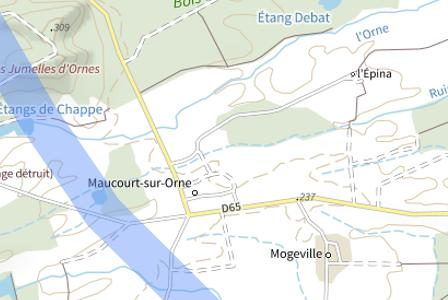 Bois
309
Étang Debat
l'Orne
s Jumelles d'Ornes
l'Épina
Étangs de Chappe
Rui
ge détruit)
Maucourt-sur-Orne
D65
237
Mogeville